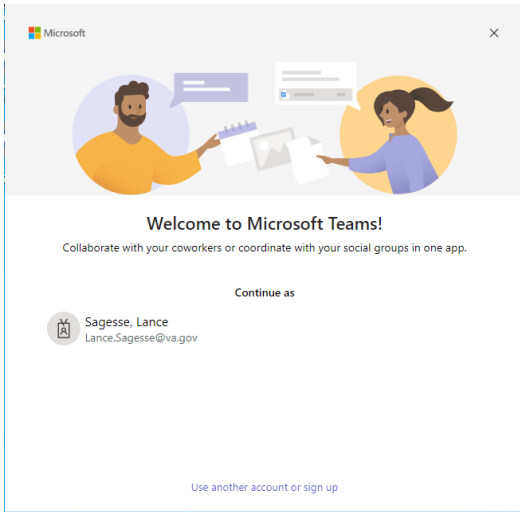 Microsoft
Welcome to Microsoft Teams!
Collaborate with your coworkers or coordinate with your social groups in one app.
Continue as
Sagesse, Lance
Lance.Sagesse@va.gov
Use another account or sign up